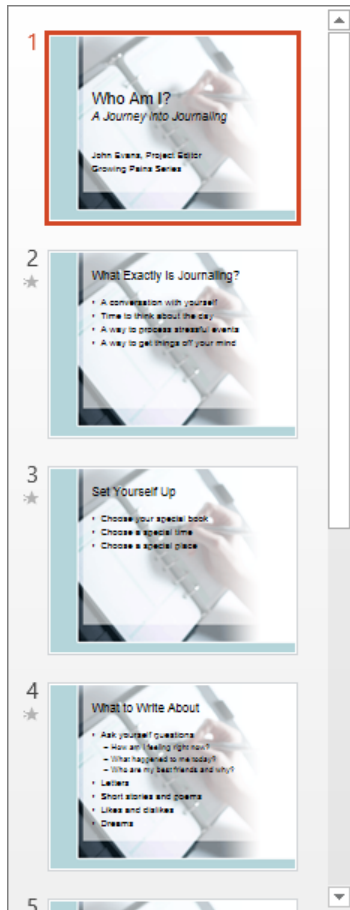 1
Who Am I?
A Journey into Journaling
John Evans, Project Editor
Growing Pains Series
2
What Exactly Is Journaling?
• A conversation with yourself
• Time to think about the day
• A way to process stressful events
• A way to get things off your mind
3
Set Yourself Up
• Choose your special book
• Choose a special time
• Choose a special place
4
What to Write About
• Ask yourself questions
– How am I feeling right now?
– What happened to me today?
– Who are my best friends and why?
• Letters
• Short stories and poems
• Likes and dislikes
• Dreams
5